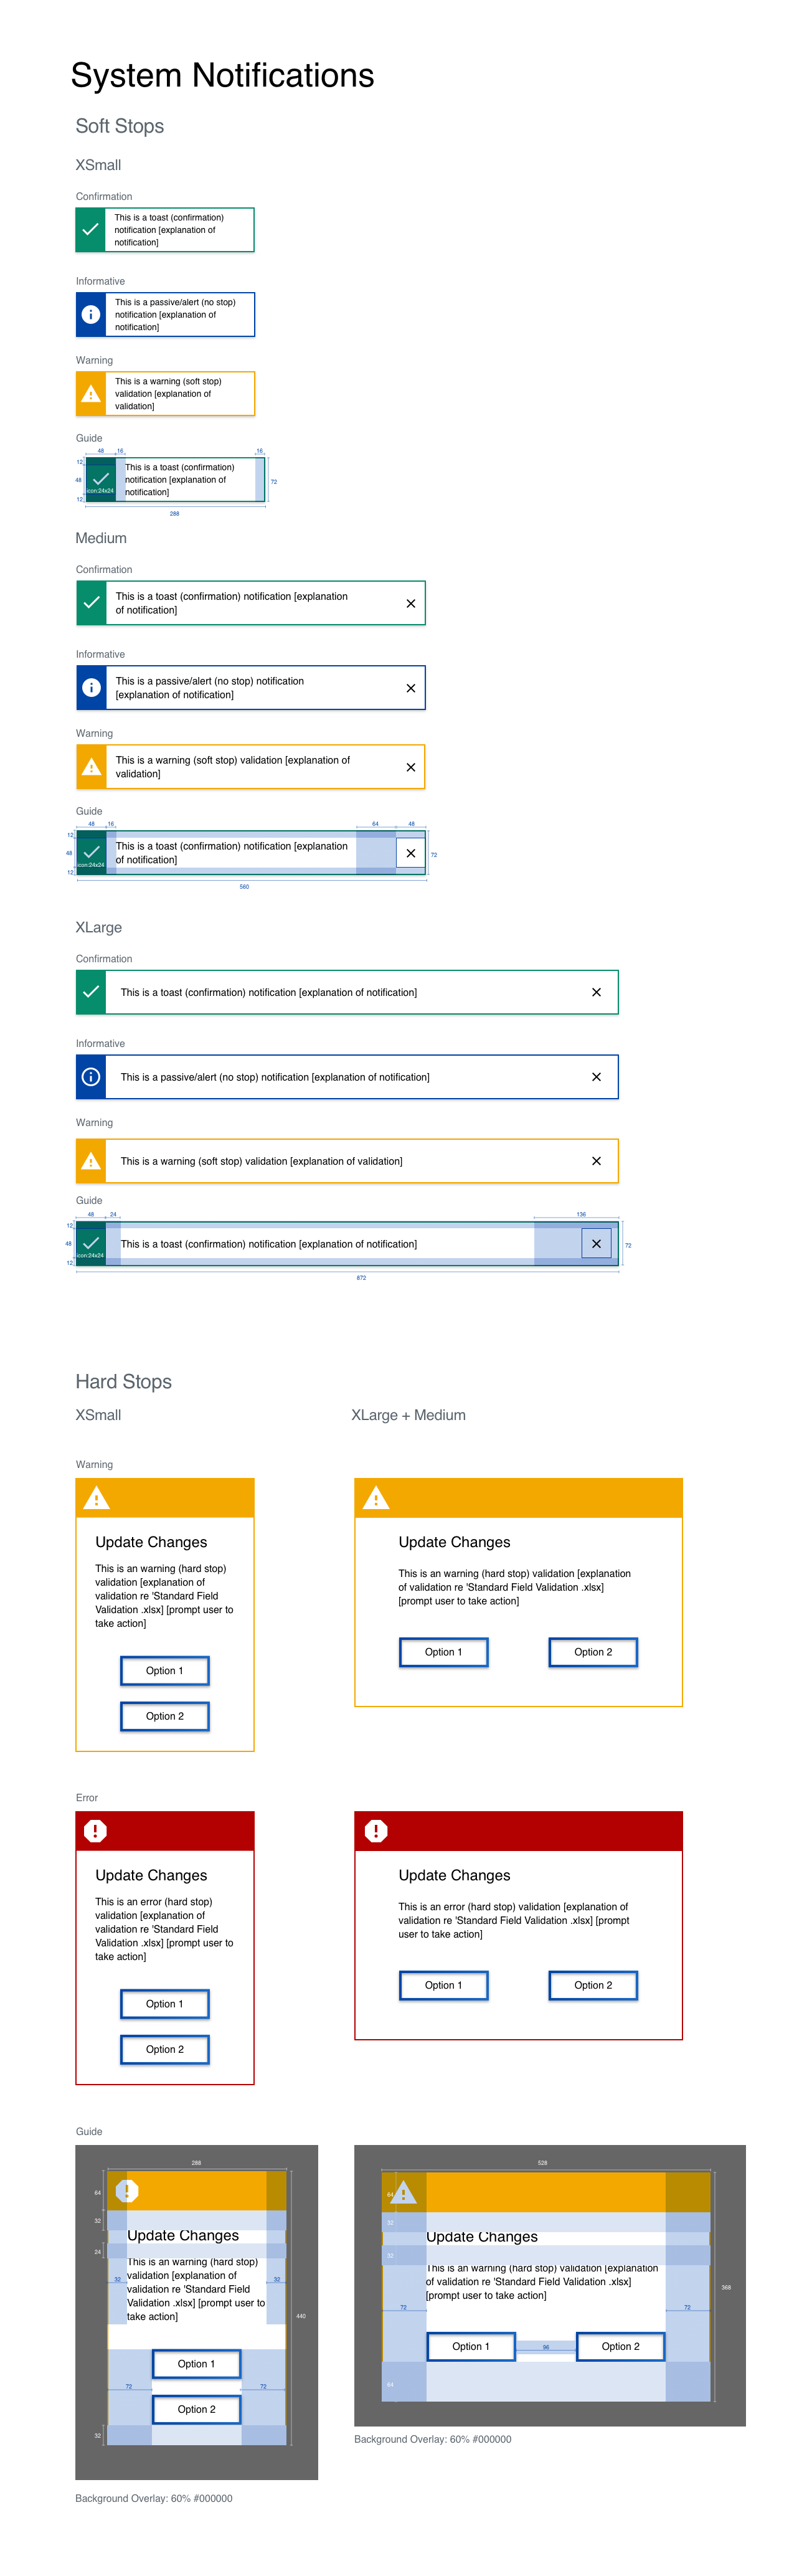 System Notifications
Soft Stops
XSmall
Confirmation
This is a toast (confirmation)
notification [explanation of
notification]
Informative
This is a passive/alert (no stop)
notification [explanation of
notification]
Warning
This is a warning (soft stop)
validation [explanation of
validation]
Guide
48 16 16
12
This is a toast (confirmation)
48
notification [explanation of
72
icon:24x24
notification]
12
288
Medium
Confirmation
This is a toast (confirmation) notification [explanation
of notification]
Informative
This is a passive/alert (no stop) notification
[explanation of notification]
Warning
This is a warning (soft stop) validation [explanation of
validation]
Guide
48 16 64 48
12
This is a toast (confirmation) notification [explanation
48
72
of notification]
icon:24x24
12
560
XLarge
Confirmation
This is a toast (confirmation) notification [explanation of notification]
Informative
This is a passive/alert (no stop) notification [explanation of notification]
Warning
This is a warning (soft stop) validation [explanation of validation]
Guide
48 24 136
12
48
This is a toast (confirmation) notification [explanation of notification]
72
icon:24x24
12
872
Hard Stops
XSmall
XLarge + Medium
Warning
Update Changes
This is an warning (hard stop)
validation [explanation of
validation re 'Standard Field
Validation .xlsx] [prompt user to
take action]
Option 1
Option 2
Update Changes
This is an warning (hard stop) validation [explanation
of validation re 'Standard Field Validation .xlsx]
[prompt user to take action]
Option 1
Option 2
Error
Update Changes
This is an error (hard stop)
validation [explanation of
validation re 'Standard Field
Validation .xlsx] [prompt user to
take action]
Option 1
Option 2
Update Changes
This is an error (hard stop) validation [explanation of
validation re 'Standard Field Validation .xlsx] [prompt
user to take action]
Option 1
Option 2
Guide
288
64
32
Update Changes
24
This is an warning (hard stop)
validation [explanation of
32
32
validation re 'Standard Field
Validation .xlsx] [prompt user to
take action]
440
Option 1
72
72
Option 2
32
Background Overlay: 60% #000000
528
64
32
Update Changes
32
This is an warning (hard stop) validation [explanation
of validation re 'Standard Field Validation .xlsx]
368
[prompt user to take action]
72
72
Option 1
96
Option 2
64
Background Overlay: 60% #000000